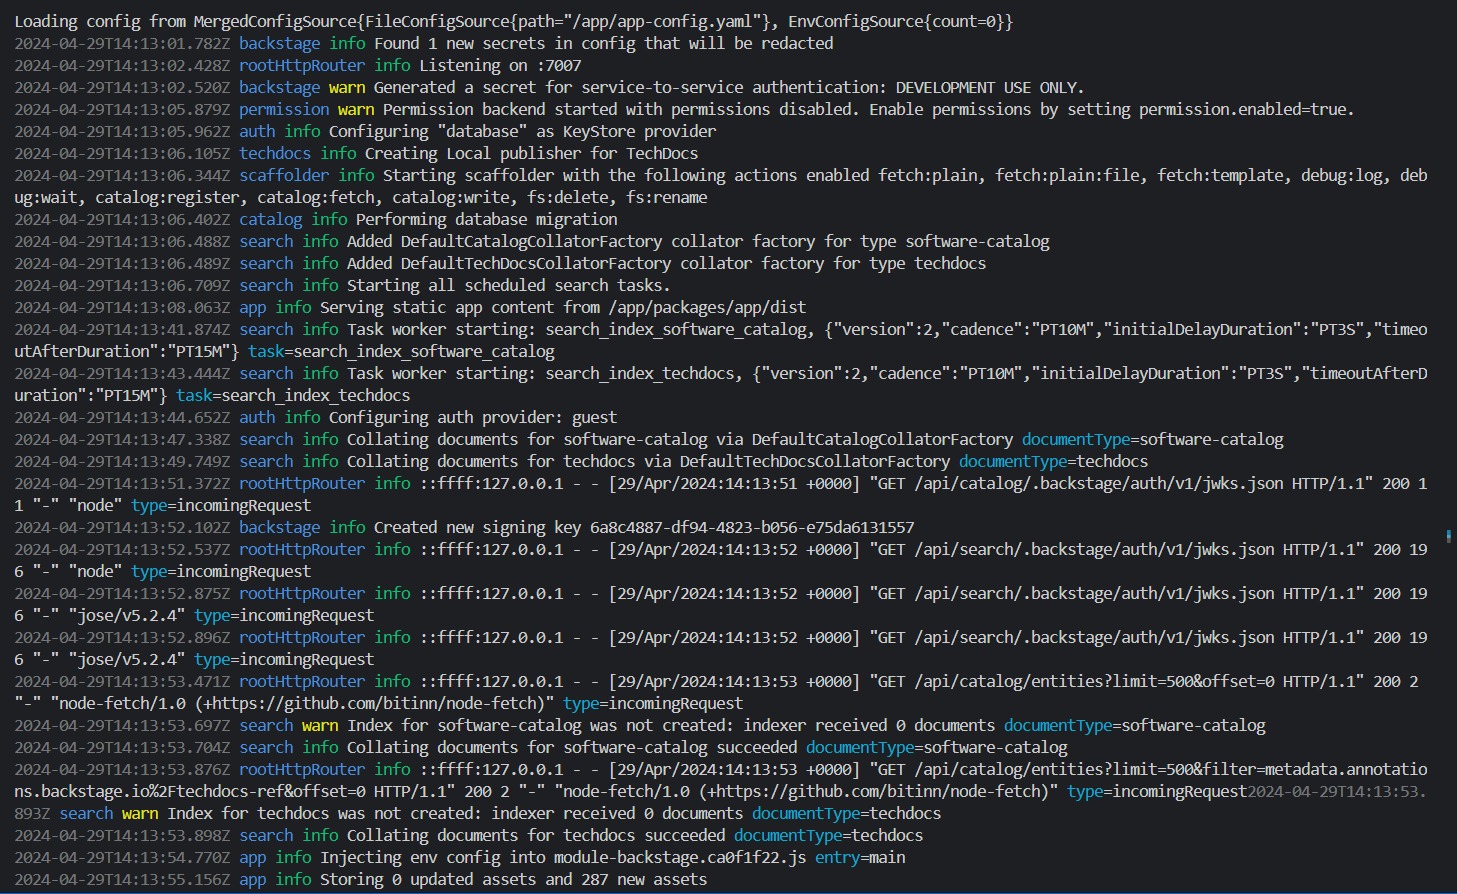 Loading config from MergedConfigSource{FileConfigSource{path="/app/app-config.yaml"}, EnvConfigSource{count=0}}
2024-04-29T14:13:01.782Z backstage info Found 1 new secrets in config that will be redacted
2024-04-29T14:13:02.428Z rootHttpRouter info Listening on :7007
2024-04-29T14:13:02.520Z backstage warn Generated a secret for service-to-service authentication: DEVELOPMENT USE ONLY.
2024-04-29T14:13:05.879Z permission warn Permission backend started with permissions disabled. Enable permissions by setting permission.enabled=true.
2024-04-29T14:13:05.962Z auth info Configuring "database" as KeyStore provider
2024-04-29T14:13:06.105Z techdocs info Creating Local publisher for TechDocs
2024-04-29T14:13:06.344Z scaffolder info Starting scaffolder with the following actions enabled fetch:plain, fetch:plain:file, fetch:template, debug:log, deb
ug:wait, catalog:register, catalog:fetch, catalog:write, fs:delete, fs:rename
2024-04-29T14:13:06.402Z catalog info Performing database migration
2024-04-29T14:13:06.488Z search info Added DefaultCatalogCollatorFactory collator factory for type software-catalog
2024-04-29T14:13:06.489Z search info Added DefaultTechDocsCollatorFactory collator factory for type techdocs
2024-04-29T14:13:06.709Z search info Starting all scheduled search tasks.
2024-04-29T14:13:08.063Z app info Serving static app content from /app/packages/app/dist
2024-04-29T14:13:41.874Z search info Task worker starting: search_index_software_catalog, {"version":2,"cadence":"PT10M","initialDelayDuration":"PT3S","timeo
utAfterDuration":"PT15M"} task=search_index_software_catalog
2024-04-29T14:13:43.444Z search info Task worker starting: search_index_techdocs, {"version":2,"cadence":"PT10M","initialDelayDuration":"PT3S","timeoutAfterD
uration":"PT15M"} task=search_index_techdocs
2024-04-29T14:13:44.652Z auth info Configuring auth provider: guest
2024-04-29T14:13:47.338Z search info Collating documents for software-catalog via DefaultCatalogCollatorFactory documentType=software-catalog
2024-04-29T14:13:49.749Z search info Collating documents for techdocs via DefaultTechDocsCollatorFactory documentType=techdocs
2024-04-29T14:13:51.372Z rootHttpRouter info ::ffff:127.0.0.1 - - [29/Apr/2024:14:13:51 +0000] "GET /api/catalog/.backstage/auth/v1/jwks.json HTTP/1.1" 200 1
1 "-" "node" type=incomingRequest
2024-04-29T14:13:52.102Z backstage info Created new signing key 6a8c4887-df94-4823-b056-e75da6131557
2024-04-29T14:13:52.537Z rootHttpRouter info ::ffff:127.0.0.1 - - [29/Apr/2024:14:13:52 +0000] "GET /api/search/.backstage/auth/v1/jwks.json HTTP/1.1" 200 19
6 "-" "node" type=incomingRequest
2024-04-29T14:13:52.875Z rootHttpRouter info ::ffff:127.0.0.1 - - [29/Apr/2024:14:13:52 +0000] "GET /api/search/.backstage/auth/v1/jwks.json HTTP/1.1" 200 19
6 "-" "jose/v5.2.4" type=incomingRequest
2024-04-29T14:13:52.896Z rootHttpRouter info ::ffff:127.0.0.1 - - [29/Apr/2024:14:13:52 +0000] "GET /api/search/.backstage/auth/v1/jwks.json HTTP/1.1" 200 19
6 "-" "jose/v5.2.4" type=incomingRequest
2024-04-29T14:13:53.471Z rootHttpRouter info ::ffff:127.0.0.1 - - [29/Apr/2024:14:13:53 +0000] "GET /api/catalog/entities?limit=500&offset=0 HTTP/1.1" 200 2
"-" "node-fetch/1.0 (+https://github.com/bitinn/node-fetch)" type=incomingRequest
2024-04-29T14:13:53.697Z search warn Index for software-catalog was not created: indexer received 0 documents documentType=software-catalog
2024-04-29T14:13:53.704Z search info Collating documents for software-catalog succeeded documentType=software-catalog
2024-04-29T14:13:53.876Z rootHttpRouter info ::ffff:127.0.0.1 - - [29/Apr/2024:14:13:53 +0000] "GET /api/catalog/entities?limit=500&filter=metadata.annotatio
ns.backstage.io%2Ftechdocs-ref&offset=0 HTTP/1.1" 200 2 "-" "node-fetch/1.0 (+https://github.com/bitinn/node-fetch)" type=incomingRequest2024-04-29T14:13:53.
893Z search warn Index for techdocs was not created: indexer received 0 documents documentType=techdocs
2024-04-29T14:13:53.898Z search info Collating documents for techdocs succeeded documentType=techdocs
2024-04-29T14:13:54.770Z app info Injecting env config into module-backstage.ca0f1f22.js entry=main
2024-04-29T14:13:55.156Z app info Storing 0 updated assets and 287 new assets